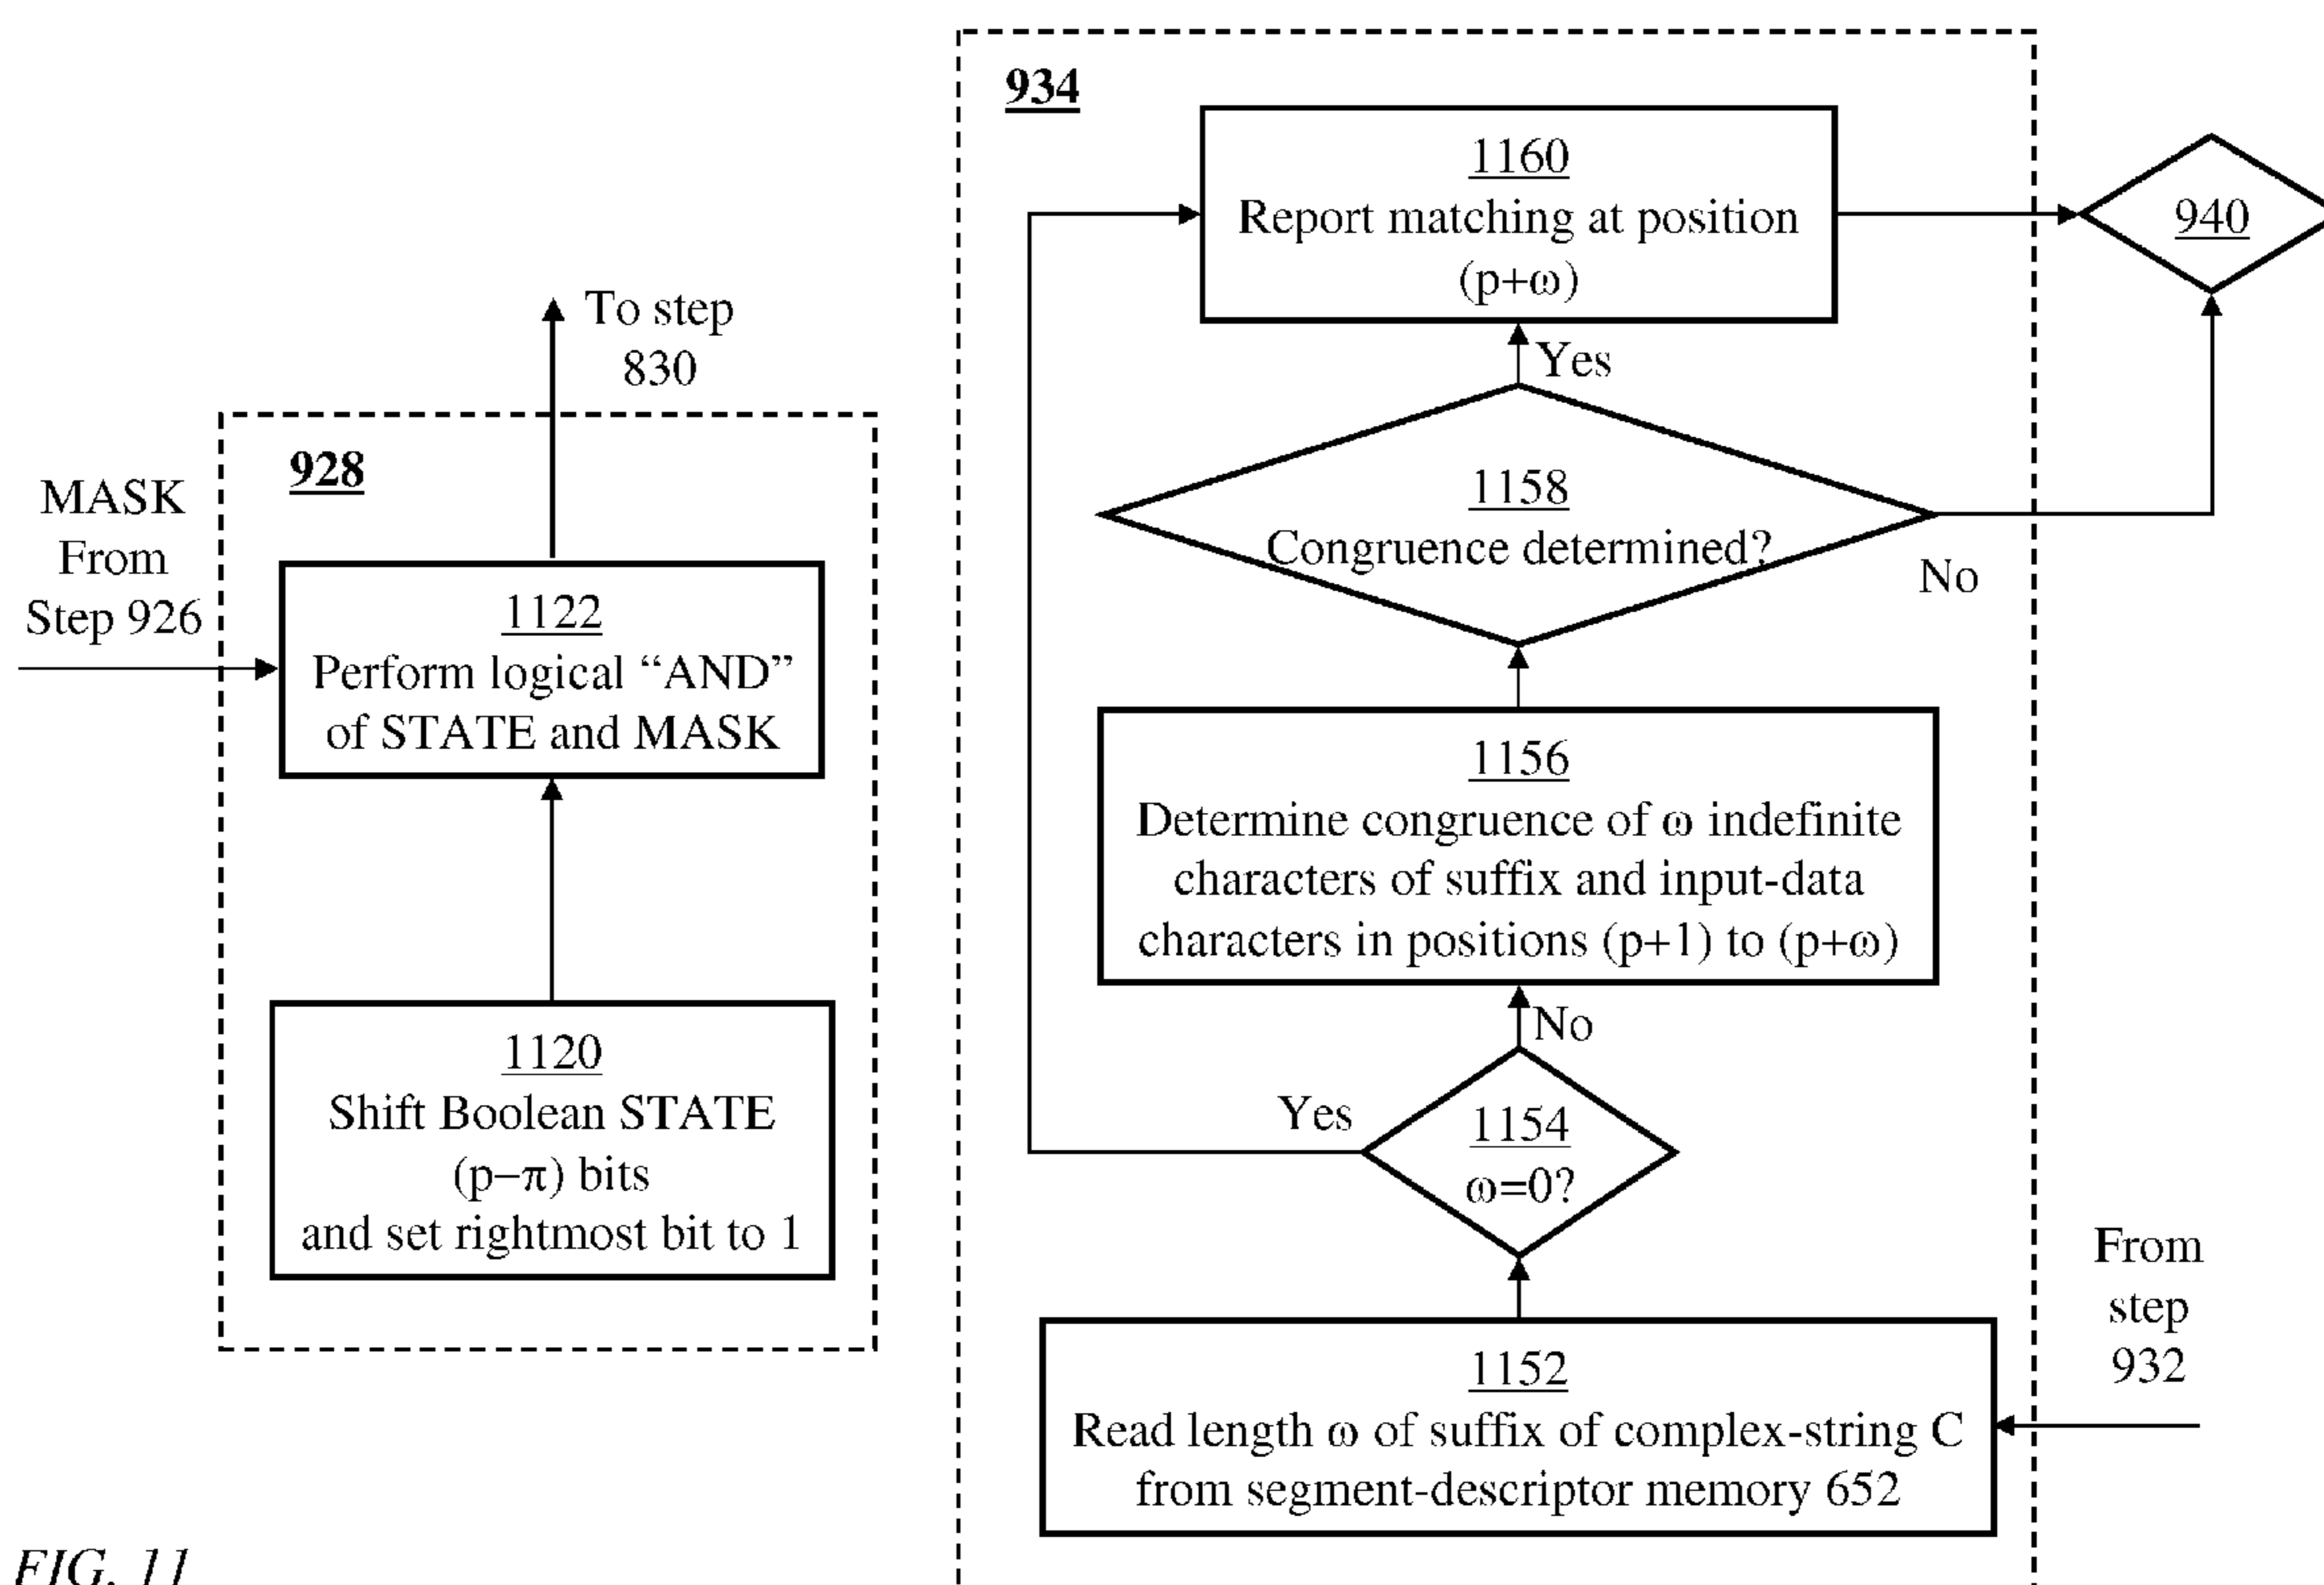 934
1160
Report matching at position
(p+ω)
940
To step
830
Yes
928
MASK
From
Step 926
1158
Congruence determined?
No
1122
Perform logical “AND”
of STATE and MASK
1156
Determine congruence of ω indefinite
characters of suffix and input-data
characters in positions (p+1) to (p+ω)
No
1120
Shift Boolean STATE
(p−π) bits
and set rightmost bit to 1
Yes
1154
ω=0?
From
step
932
1152
Read length ω of suffix of complex-string C
from segment-descriptor memory 652
FIG. 11